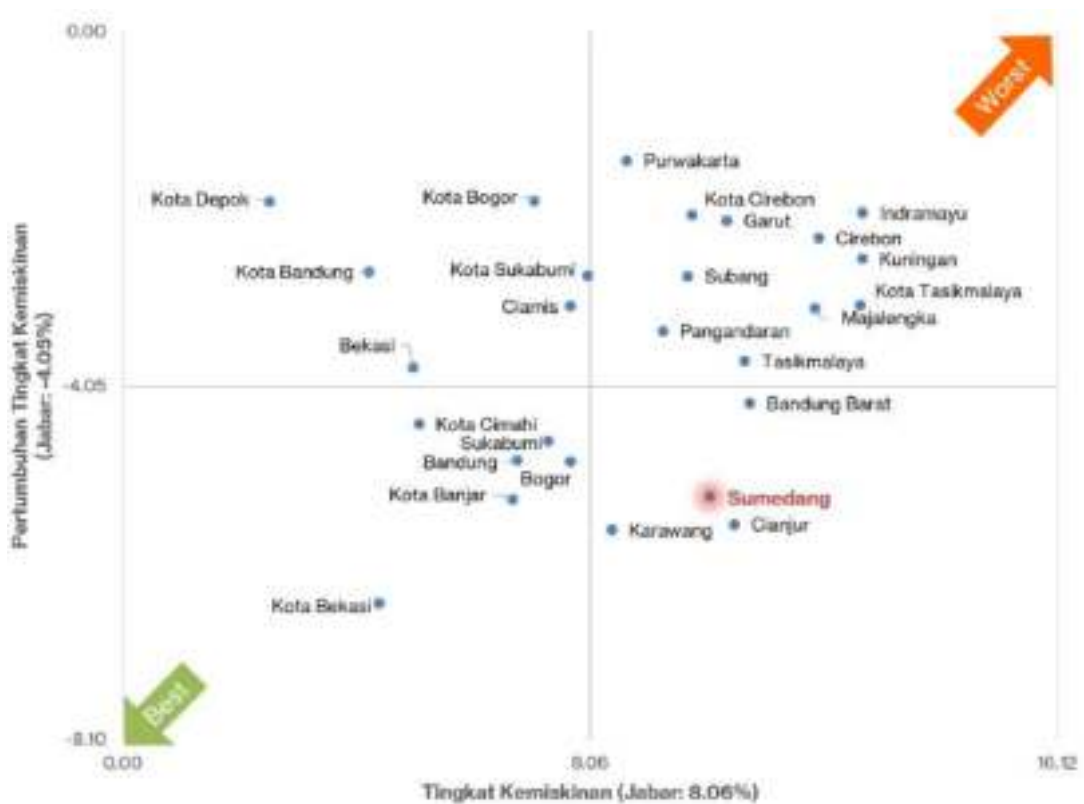 0.00
Worst
Purwakarta
Kota Depok
Kota Bogor
Kota Cirebon
Garut
Indramayu
Cirebon
Kuningan
Kota Bandung
Kota Sukabumi
Subang
Ciamis
Kota Tasikmalaya
Majalengka
Pangandaran
Bekasi
Tasikmalaya
-4.05
Bandung Barat
Kota Cimahi
Sukabumi
Bandung
Bogor
Kota Banjar
Sumedang
Karawang
Cianjur
Kota Bekasi
Best
-8.10
0.00
8.06
16.12
Pertumbuhan Tingkat Kemiskinan
(Jabar: -4.05%)
Tingkat Kemiskinan (Jabar: 8.06%)